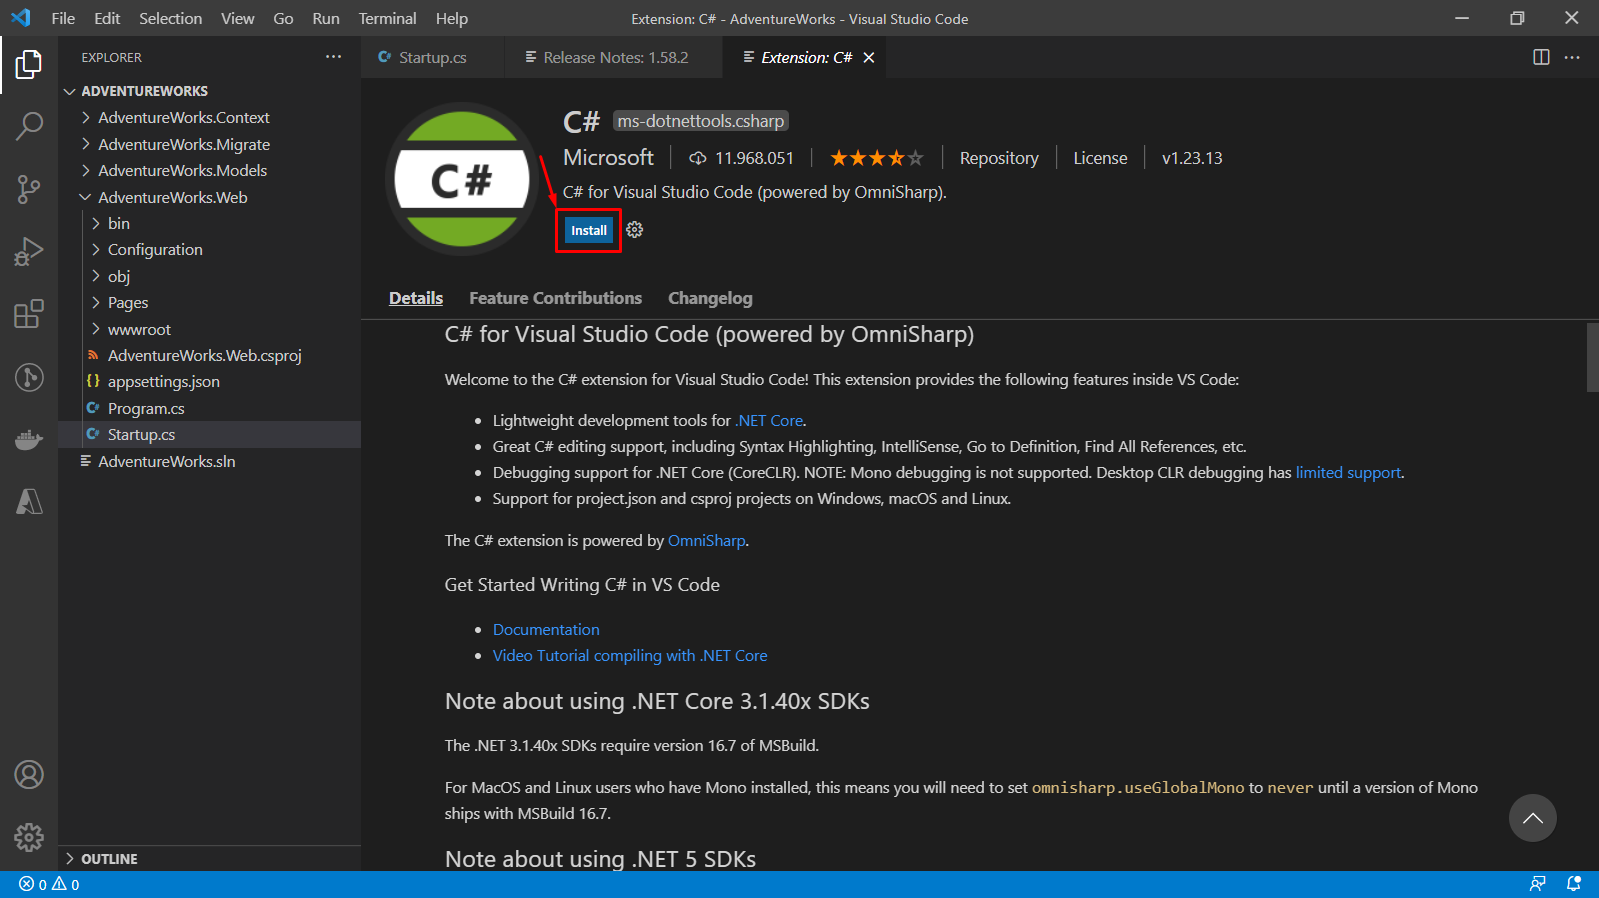 File Edit Selection View Go Run Terminal Help
Extension: C# - AdventureWorks - Visual Studio Code
EXPLORER
ADVENTUREWORKS
AdventureWorks.Context
AdventureWorks.Migrate
AdventureWorks.Models
AdventureWorks.Web
bin
Configuration
obj
Pages
wwwroot
AdventureWorks.Web.csproj
{} appsettings.json
C# Program.cs
C# Startup.cs
AdventureWorks.sln
OUTLINE
C# Startup.cs
Release Notes: 1.58.2
Extension: C#
C#
C# ms-dotnettools.csharp
Microsoft 11.968.051 Repository License v1.23.13
C# for Visual Studio Code (powered by OmniSharp).
Install
Details Feature Contributions Changelog
C# for Visual Studio Code (powered by OmniSharp)
Welcome to the C# extension for Visual Studio Code! This extension provides the following features inside VS Code:
• Lightweight development tools for .NET Core.
• Great C# editing support, including Syntax Highlighting, IntelliSense, Go to Definition, Find All References, etc.
• Debugging support for .NET Core (CoreCLR). NOTE: Mono debugging is not supported. Desktop CLR debugging has limited support.
• Support for project.json and csproj projects on Windows, macOS and Linux.
The C# extension is powered by OmniSharp.
Get Started Writing C# in VS Code
• Documentation
• Video Tutorial compiling with .NET Core
Note about using .NET Core 3.1.40x SDKs
The .NET 3.1.40x SDKs require version 16.7 of MSBuild.
For MacOS and Linux users who have Mono installed, this means you will need to set omnisharp.useGlobalMono to never until a version of Mono
ships with MSBuild 16.7.
Note about using .NET 5 SDKs
0 0